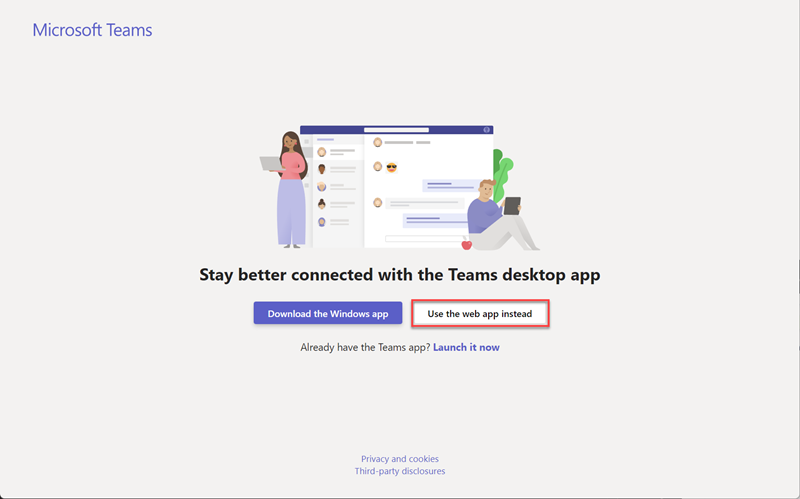 Microsoft Teams
Stay better connected with the Teams desktop app
Download the Windows app
Use the web app instead
Already have the Teams app? Launch it now
Privacy and cookies
Third-party disclosures